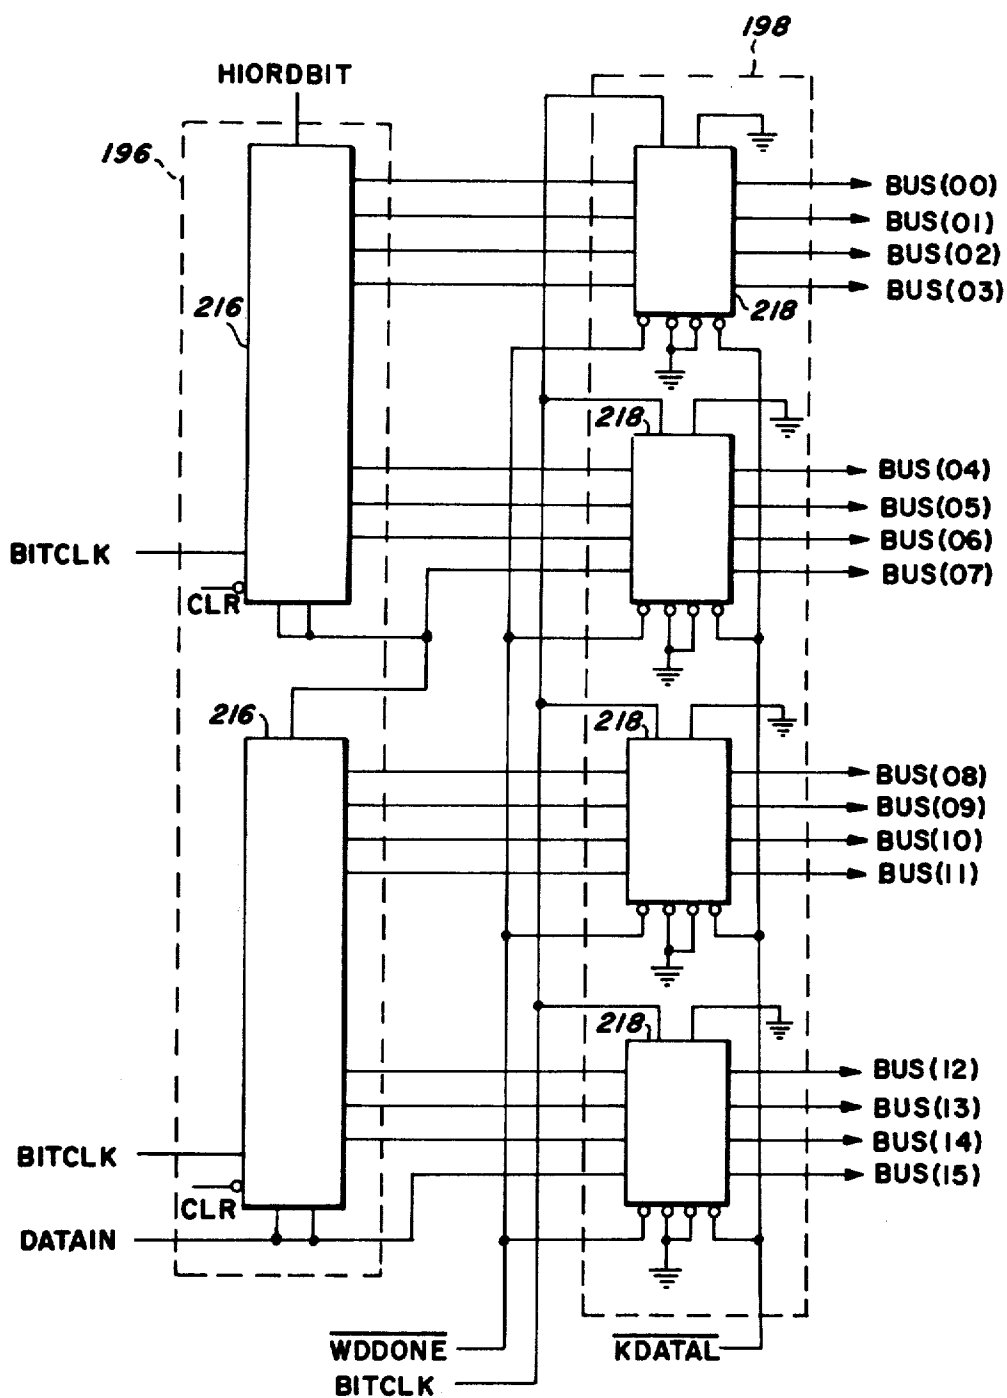 198
HIORDBIT
196
BUS(00)
BUS(01)
BUS(02)
BUS(03)
216
218
218
BUS(04)
BUS(05)
BUS(06)
BUS(07)
BITCLK
CLR
216
218
BUS(08)
BUS(09)
BUS(10)
BUS(11)
218
BUS(12)
BUS(13)
BUS(14)
BUS(15)
BITCLK
CLR
DATAIN
WDDONE
KDATAL
BITCLK